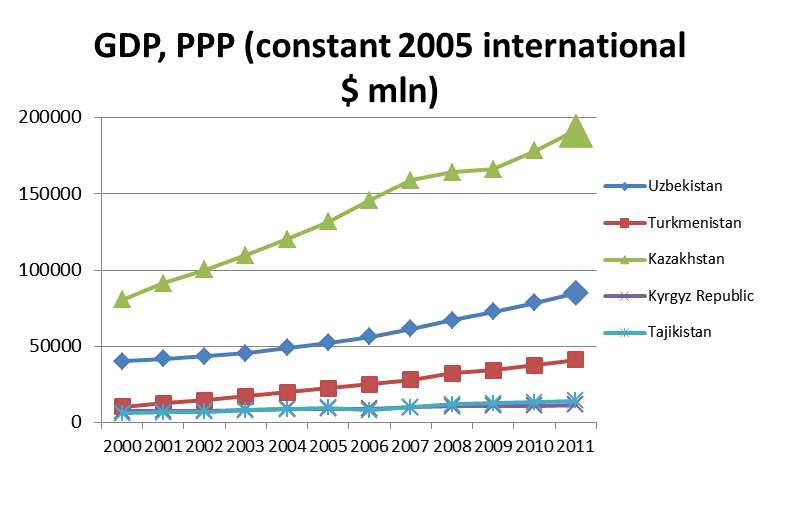 GDP, PPP (constant 2005 international
$ mln)
200000
150000
100000
50000
0
2000 2001 2002 2003 2004 2005 2006 2007 2008 2009 2010 2011
Uzbekistan
Turkmenistan
Kazakhstan
Kyrgyz Republic
Tajikistan